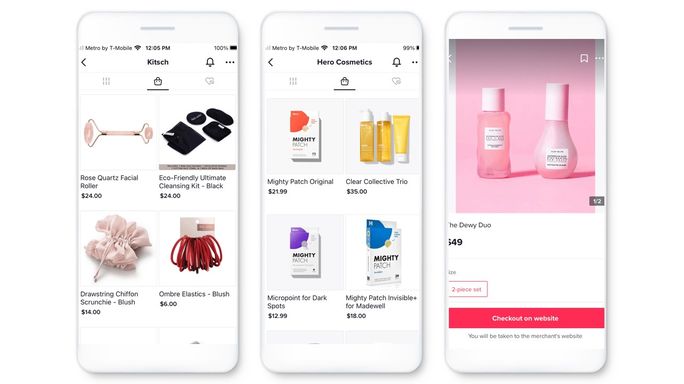 Metro by T-Mobile 12:05 PM 100%
Kitsch
Rose Quartz Facial
Roller
$24.00
Eco-Friendly Ultimate
Cleansing Kit - Black
$24.00
Drawstring Chiffon
Scrunchie - Blush
$14.00
Ombre Elastics - Blush
$6.00
Metro by T-Mobile 12:06 PM 99%
Hero Cosmetics
MIGHTY
PATCH
Mighty Patch Original
$21.99
Clear Collective Trio
$35.00
MIGHTY
PATCH
Micropoint for Dark
Spots
$12.99
MIGHTY
PATCH
Mighty Patch Invisible+
for Madewell
$18.00
1/2
The Dewy Duo
$49
Size
2-piece set
Checkout on website
You will be taken to the merchant's website